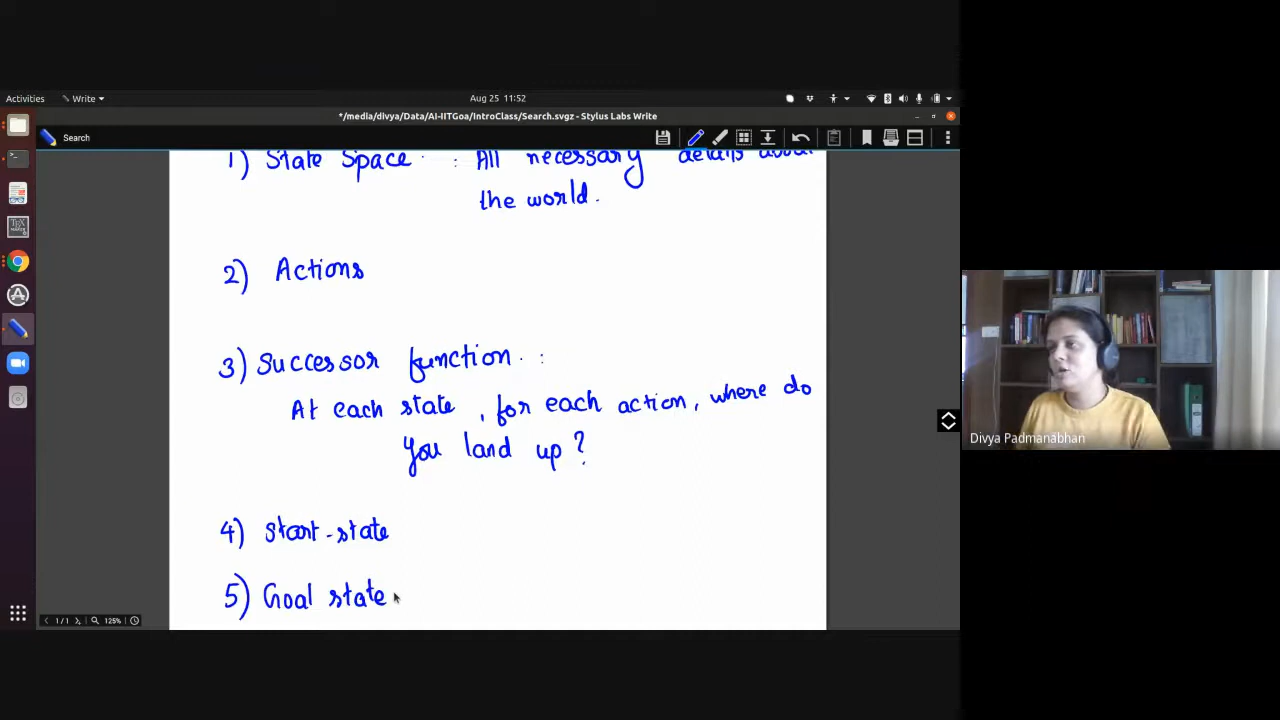 Activities
Write
Aug 25 11:52
*/media/divya/Data/AI-IITGoa/IntroClass/Search.svgz - Stylus Labs Write
Search
1) State Space : All necessary details about
the world.
2) Actions
3) Successor function :
At each state, for each action, where do
you land up?
4) Start-state
5) Goal state
1/1
125%
Divya Padmanabhan